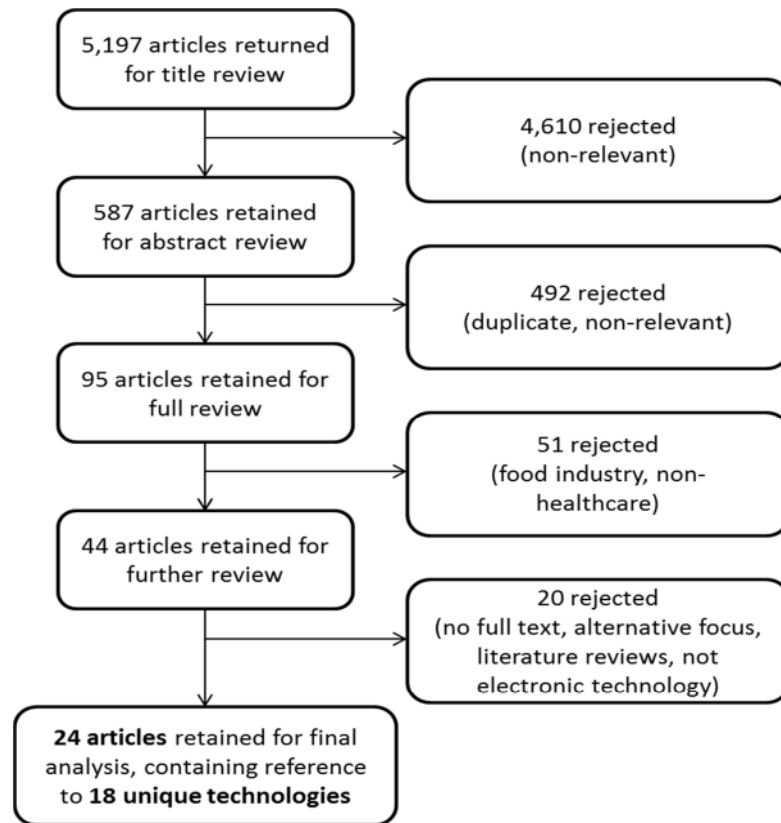 5,197 articles returned
for title review
4,610 rejected
(non-relevant)
587 articles retained
for abstract review
492 rejected
(duplicate, non-relevant)
95 articles retained for
full review
51 rejected
(food industry, non-
healthcare)
44 articles retained for
further review
20 rejected
(no full text, alternative focus,
literature reviews, not
electronic technology)
24 articles retained for final
analysis, containing reference
to 18 unique technologies